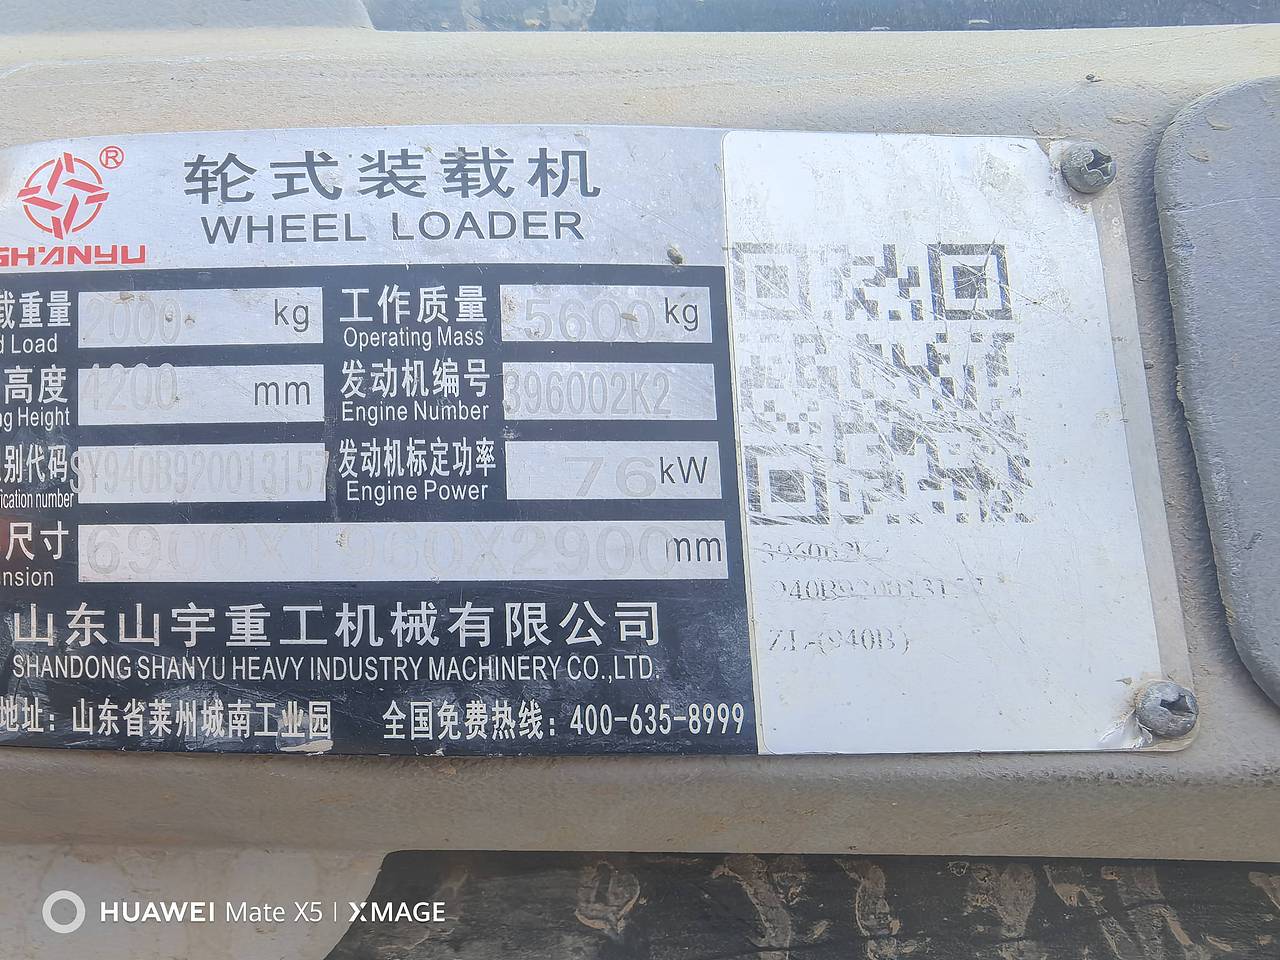 ®
SHANYU
轮式装载机
WHEEL LOADER
载重量 2000 kg 工作质量 5600 kg
Load Operating Mass
高度 4200 mm 发动机编号 396002K2
Height Engine Number
别代码 SY940B920013157 发动机标定功率 76 kW
number Engine Power
尺寸 6900X1960X2900 mm
山东山宇重工机械有限公司
SHANDONG SHANYU HEAVY INDUSTRY MACHINERY CO.,LTD.
地址：山东省莱州城南工业园 全国免费热线：400-635-8999
396002K2
940B920013157
ZL-(940B)
HUAWEI Mate X5 | XMAGE